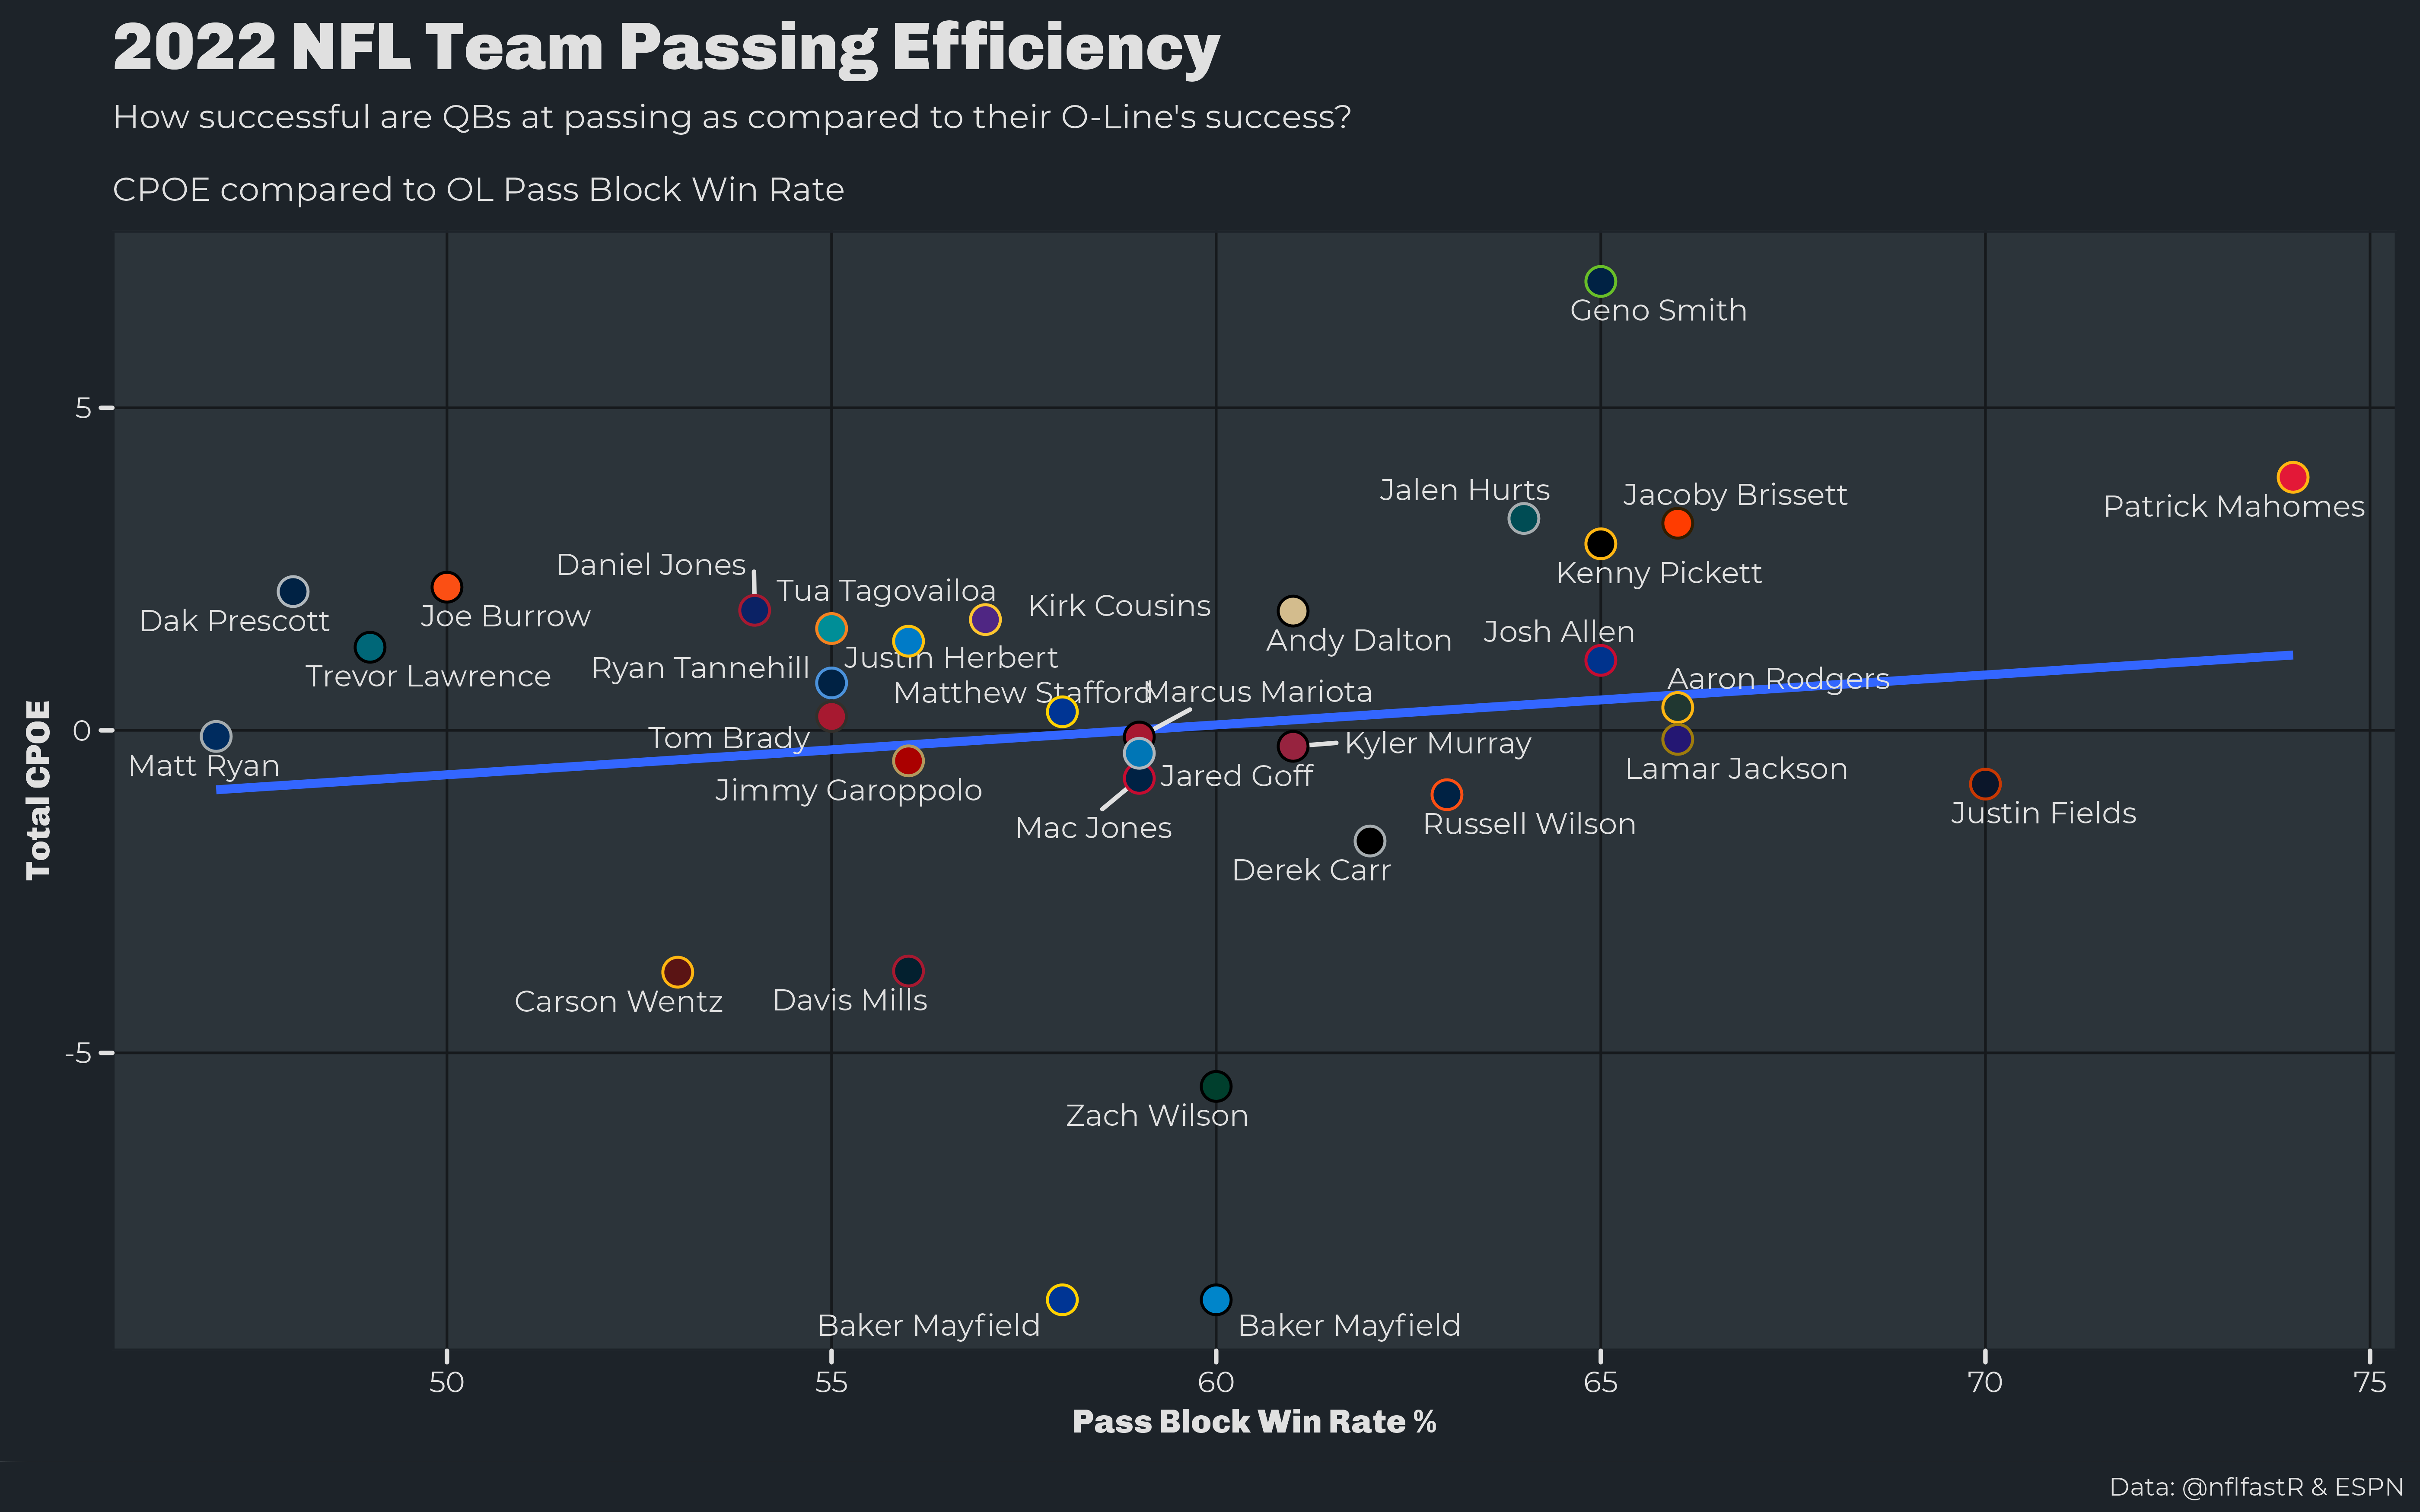 2022 NFL Team Passing Efficiency
How successful are QBs at passing as compared to their O-Line's success?
CPOE compared to OL Pass Block Win Rate
Geno Smith
5
Jalen Hurts
Jacoby Brissett
Patrick Mahomes
Daniel Jones
Kenny Pickett
Tua Tagovailoa
Kirk Cousins
Dak Prescott
Joe Burrow
Andy Dalton
Josh Allen
Justin Herbert
Ryan Tannehill
Trevor Lawrence
Aaron Rodgers
Matthew Stafford
Marcus Mariota
0
Tom Brady
Kyler Murray
Matt Ryan
Lamar Jackson
Jared Goff
Jimmy Garoppolo
Justin Fields
Mac Jones
Russell Wilson
Derek Carr
Carson Wentz
Davis Mills
-5
Zach Wilson
Baker Mayfield
Baker Mayfield
Total CPOE
50 55 60 65 70 75
Pass Block Win Rate %
Data: @nflfastR & ESPN